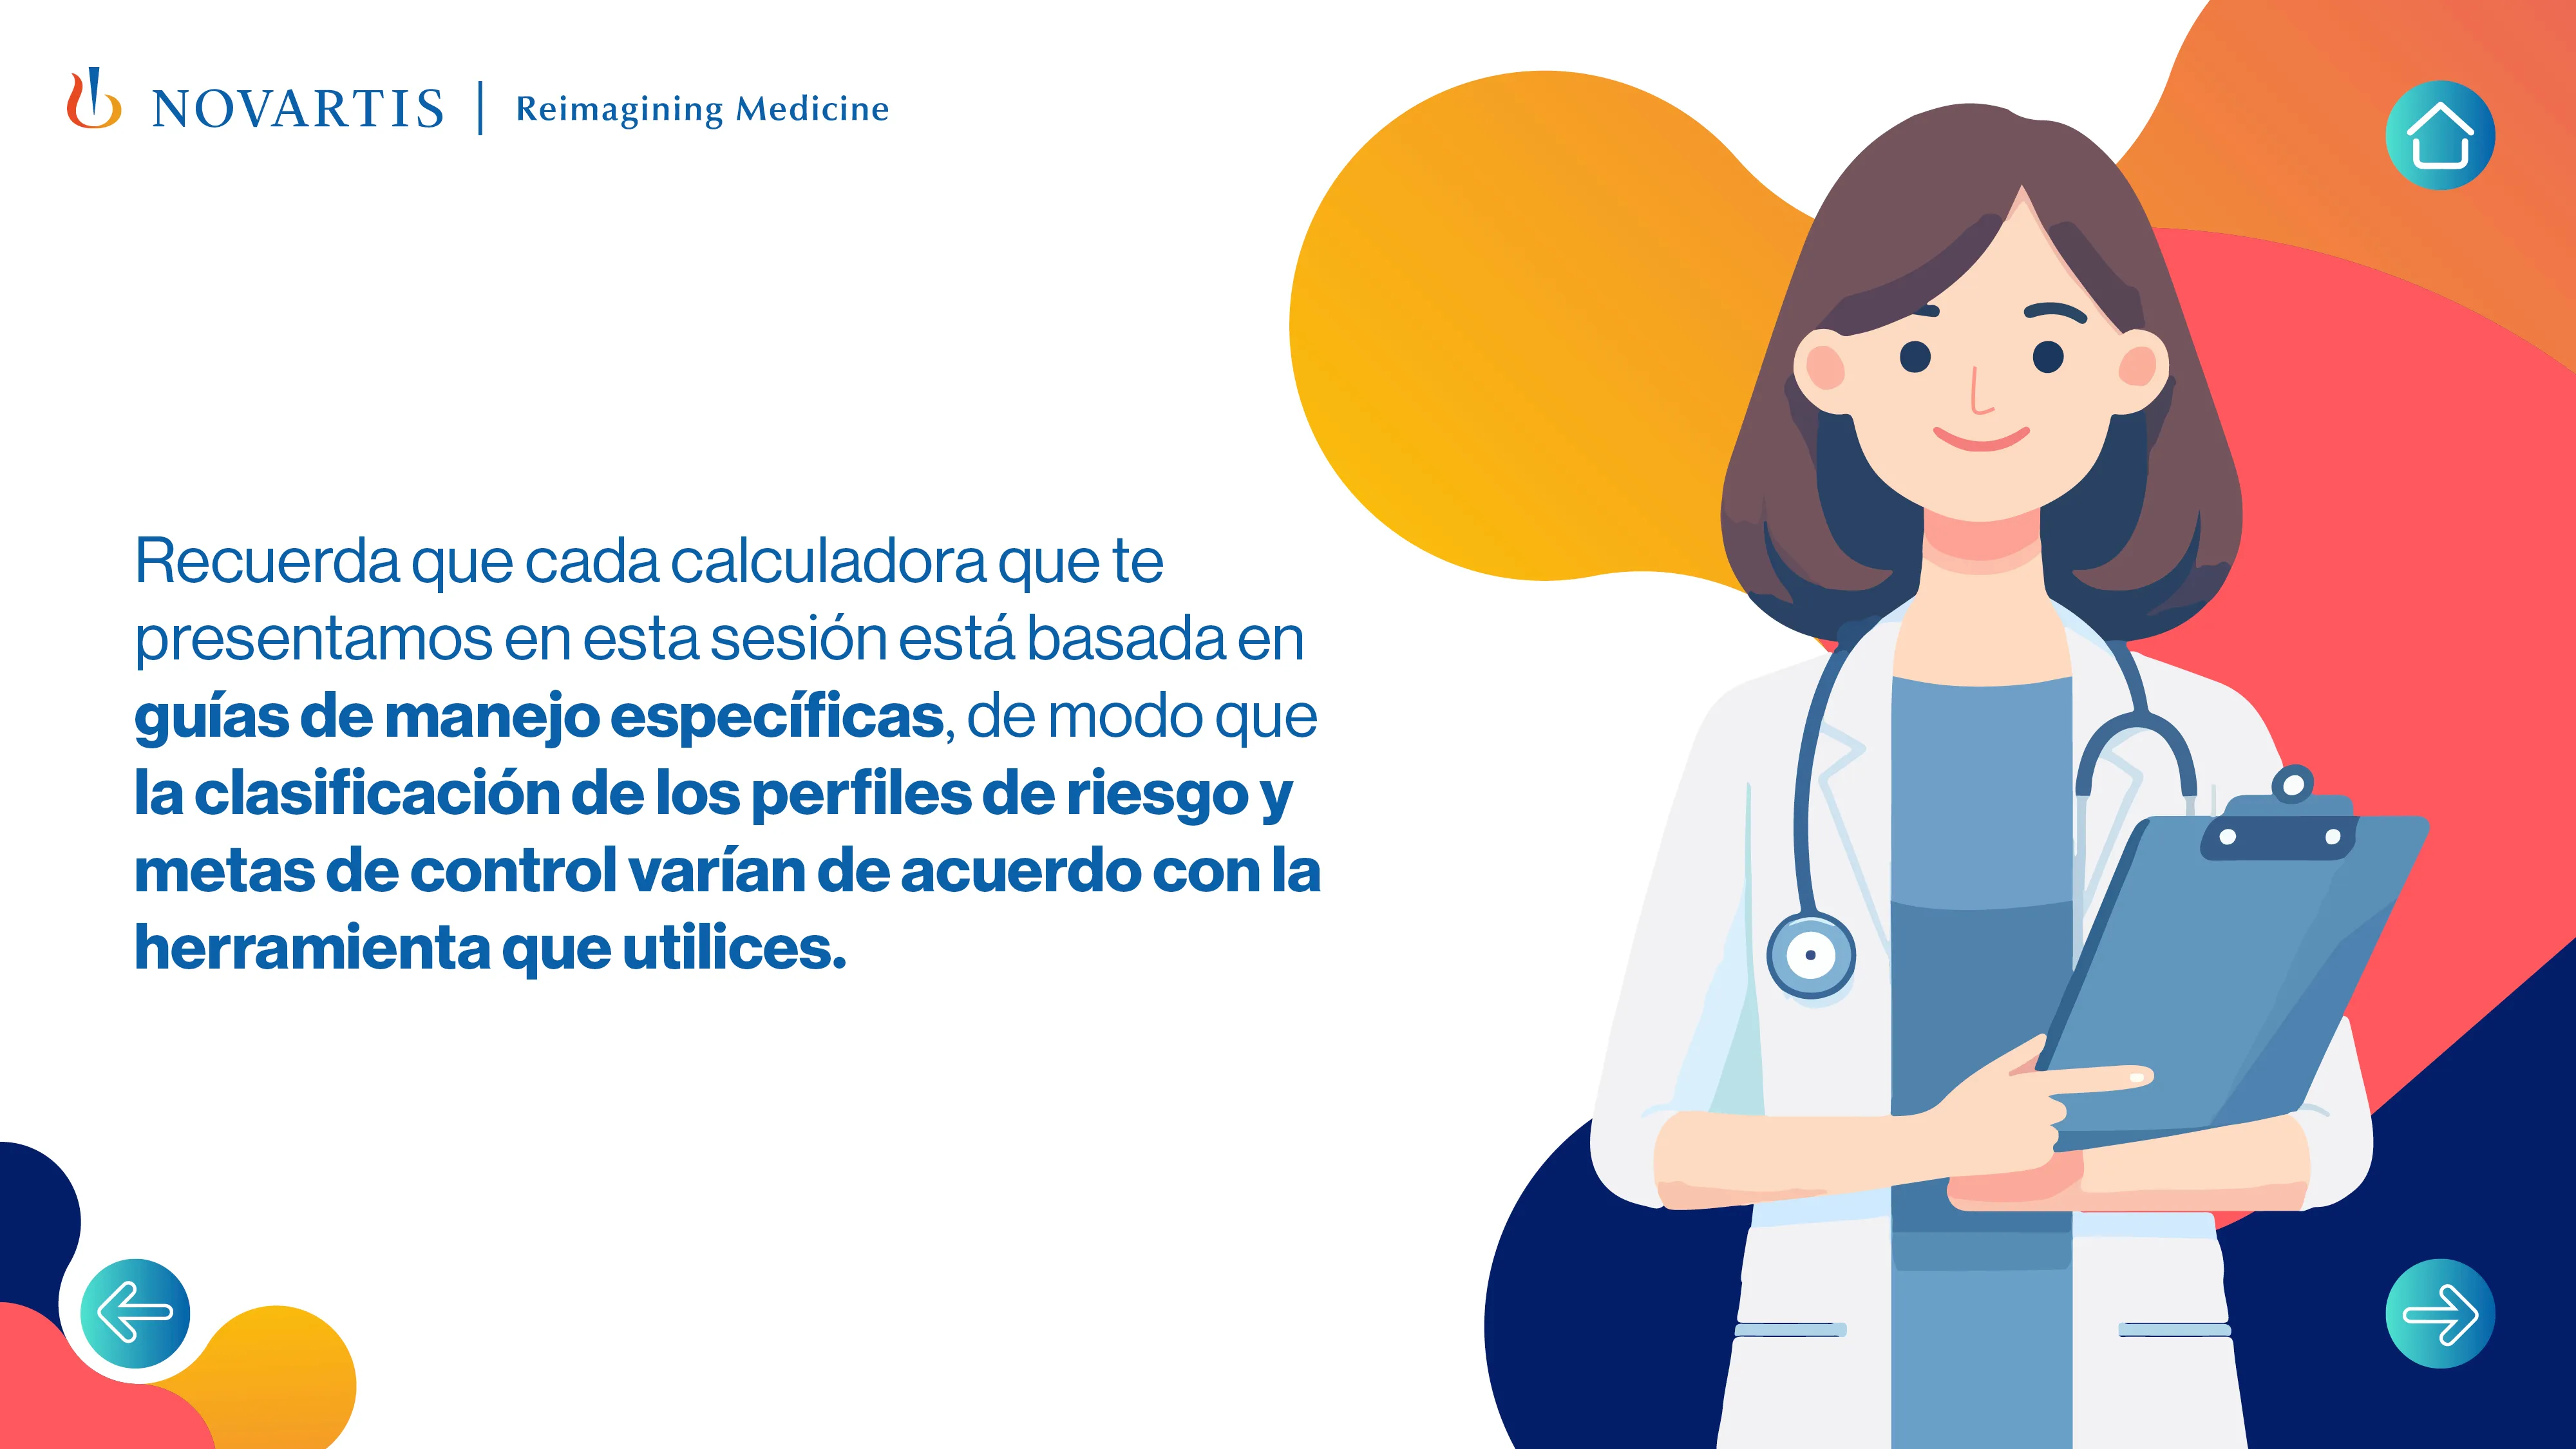 NOVARTIS | Reimagining Medicine
Recuerda que cada calculadora que te
presentamos en esta sesión está basada en
guías de manejo específicas, de modo que
la clasificación de los perfiles de riesgo y
metas de control varían de acuerdo con la
herramienta que utilices.